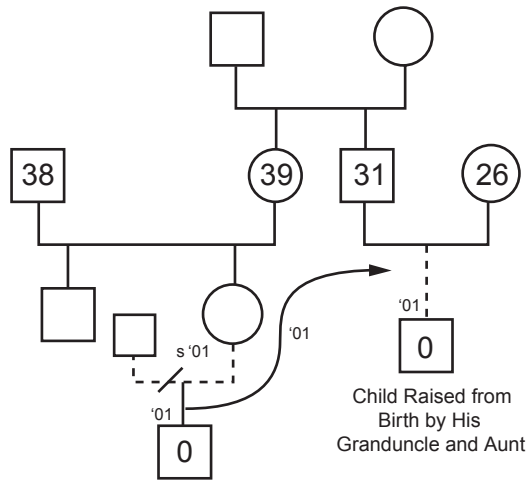 38
39
31
26
s ‘01
‘01
‘01
‘01
0
0
Child Raised from
Birth by His
Granduncle and Aunt